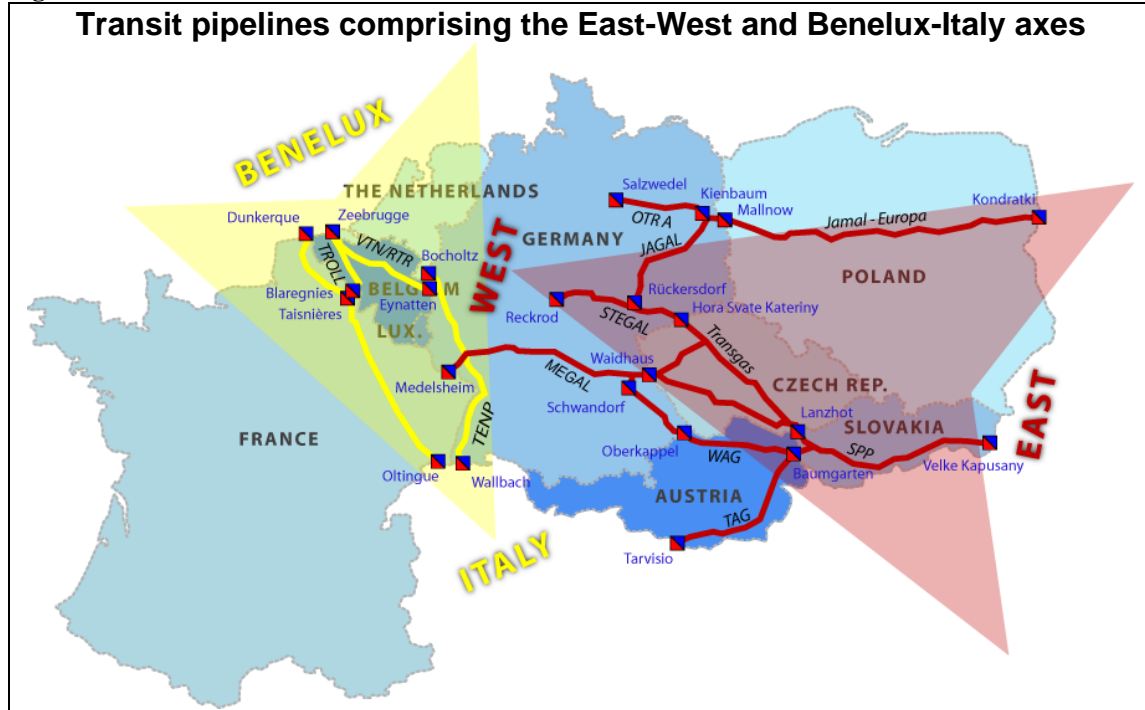 Transit pipelines comprising the East-West and Benelux-Italy axes
BENELUX
THE NETHERLANDS
Dunkerque
Zeebrugge
VTN/RTR
TROLL
Bocholtz
BELGIUM
Blaregnies
Taisnières
Eynatten
LUX.
Medelsheim
TENP
FRANCE
Oltingue
Wallbach
ITALY
WEST
GERMANY
Salzwedel
OTR A
Kienbaum
Mallnow
Jamal - Europa
Kondratki
JAGAL
POLAND
Rückersdorf
Hora Svate Kateriny
Reckrod
STEGAL
Transgas
Waidhaus
MEGAL
CZECH REP.
Schwandorf
Lanzhot
SLOVAKIA
EAST
Oberkappel
WAG
SPP
Velke Kapusany
Baumgarten
AUSTRIA
TAG
Tarvisio